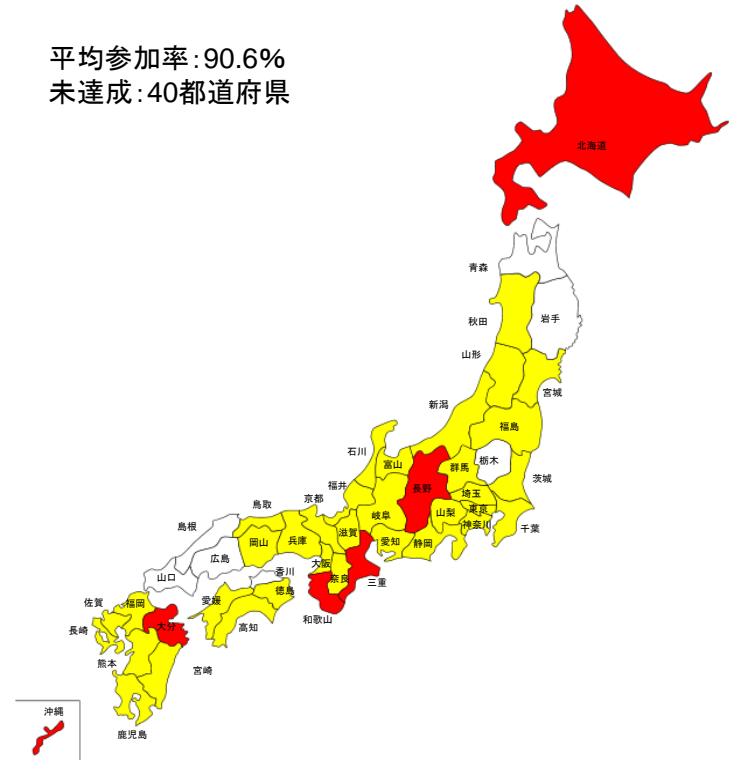 平均参加率：90.6%
未達成：40都道府県
北海道
青森
岩手
秋田
山形
宮城
新潟
福島
石川
富山
群馬
栃木
茨城
福井
長野
埼玉
京都
岐阜
山梨
東京
鳥取
滋賀
神奈川
千葉
島根
岡山
兵庫
愛知
静岡
広島
大阪
山口
香川
奈良
三重
徳島
佐賀
福岡
愛媛
和歌山
長崎
大分
高知
熊本
宮崎
沖縄
鹿児島